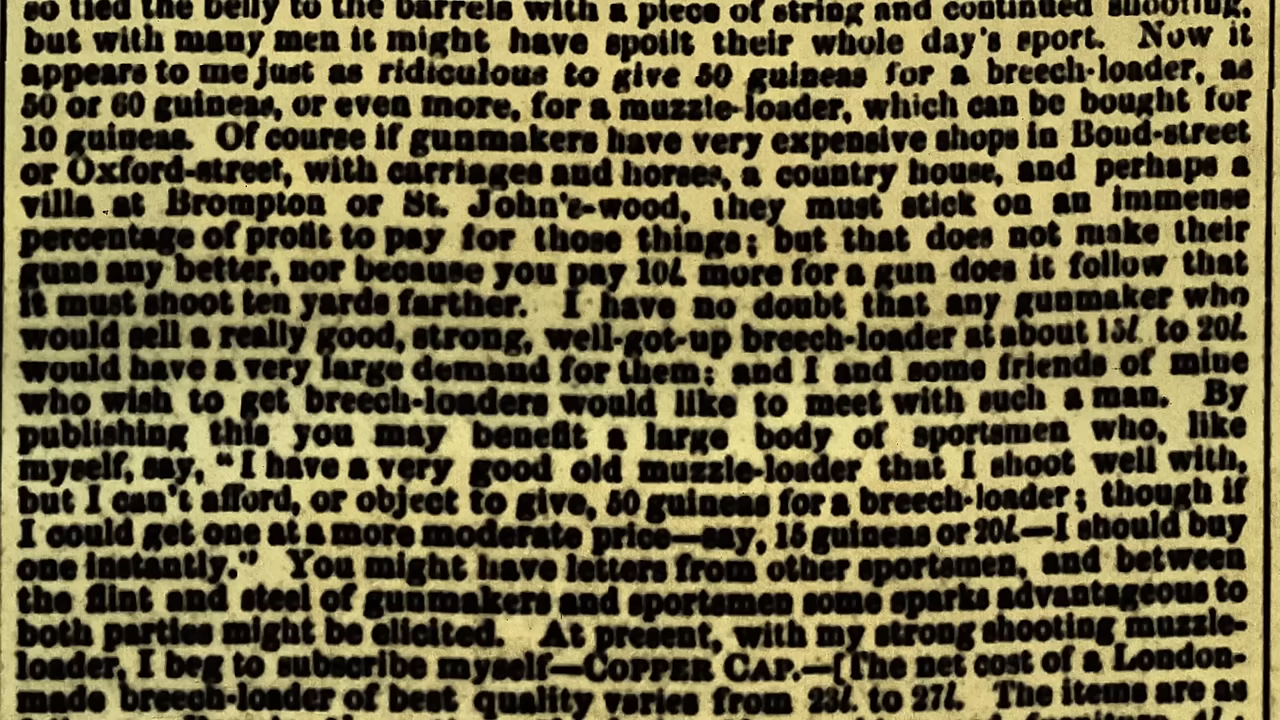 so tied the belly to the barrels with a piece of string and continued shooting,
but with many men it might have spoilt their whole day's sport. Now it
appears to me just as ridiculous to give 50 guineas for a breech-loader, as
50 or 60 guineas, or even more, for a muzzle-loader, which can be bought for
10 guineas. Of course if gunmakers have very expensive shops in Boud-street
or Oxford-street, with carriages and horses, a country house, and perhaps a
villa at Brompton or St. John's-wood, they must stick on an immense
percentage of profit to pay for those things; but that does not make their
guns any better, nor because you pay 10l. more for a gun does it follow that
it must shoot ten yards farther. I have no doubt that any gunmaker who
would sell a really good, strong, well-got-up breech-loader at about 15l. to 20l.
would have a very large demand for them; and I and some friends of mine
who wish to get breech-loaders would like to meet with such a man. By
publishing this you may benefit a large body of sportsmen who, like
myself, say, "I have a very good old muzzle-loader that I shoot well with,
but I can't afford, or object to give, 50 guineas for a breech-loader; though if
I could get one at a more moderate price—say, 15 guineas or 20l.—I should buy
one instantly." You might have letters from other sportsmen, and between
the flint and steel of gunmakers and sportsmen some sparks advantageous to
both parties might be elicited. At present, with my strong shooting muzzle-
loader, I beg to subscribe myself—COPPER CAP.—[The net cost of a London-
made breech-loader of best quality varies from 23l. to 27l. The items are as